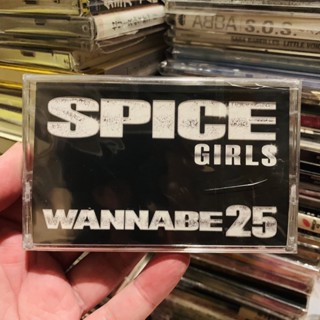 ABBA S.O.S.
SPICE
GIRLS
WANNABE 25